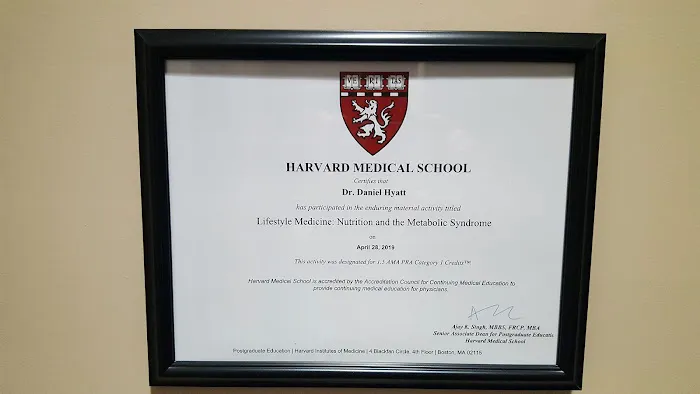 VE RI TAS
HARVARD MEDICAL SCHOOL
Certifies that
Dr. Daniel Hyatt
has participated in the enduring material activity titled
Lifestyle Medicine: Nutrition and the Metabolic Syndrome
on
April 28, 2019
This activity was designated for 1.5 AMA PRA Category 1 Credits™
Harvard Medical School is accredited by the Accreditation Council for Continuing Medical Education to
provide continuing medical education for physicians.
Ajay K. Singh, MBBS, FRCP, MBA
Senior Associate Dean for Postgraduate Educatio
Harvard Medical School
Postgraduate Education | Harvard Institutes of Medicine | 4 Blackfan Circle, 4th Floor | Boston, MA 02115